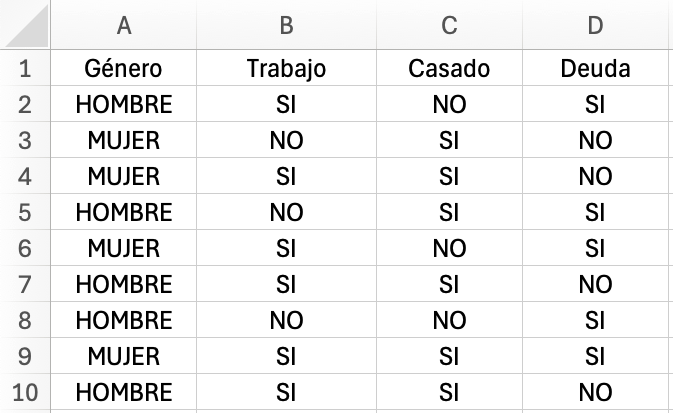 A B C D
1 Género Trabajo Casado Deuda
2 HOMBRE SI NO SI
3 MUJER NO SI NO
4 MUJER SI SI NO
5 HOMBRE NO SI SI
6 MUJER SI NO SI
7 HOMBRE SI SI NO
8 HOMBRE NO NO SI
9 MUJER SI SI SI
10 HOMBRE SI SI NO